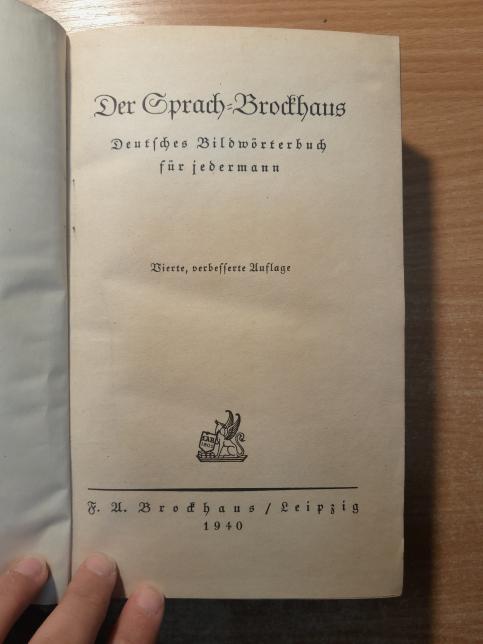 Der Sprach-Brockhaus
Deutsches Bildwörterbuch
für jedermann
Vierte, verbesserte Auflage
F. A. Brockhaus / Leipzig
1940